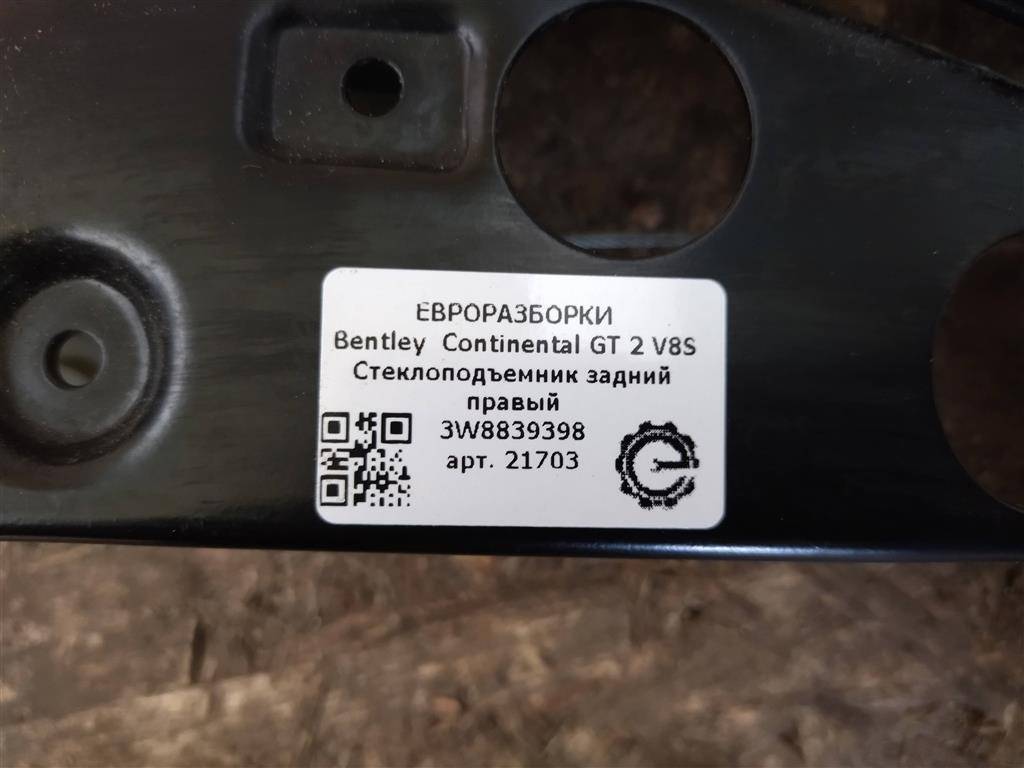 ЕВРОРАЗБОРКИ
Bentley Continental GT 2 V8S
Стеклоподъемник задний
правый
3W8839398
арт. 21703